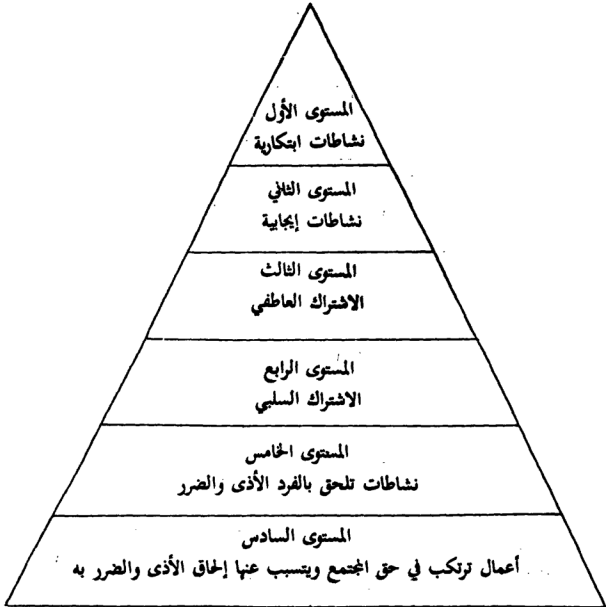 المستوى الأول
نشاطات ابتكارية
المستوى الثاني
نشاطات إيجابية
المستوى الثالث
الاشتراك العاطفي
المستوى الرابع
الاشتراك السلبي
المستوى الخامس
نشاطات تلحق بالفرد الأذى والضرر
المستوى السادس
أعمال ترتكب في حق المجتمع ويتسبب عنها إلحاق الأذى والضرر به